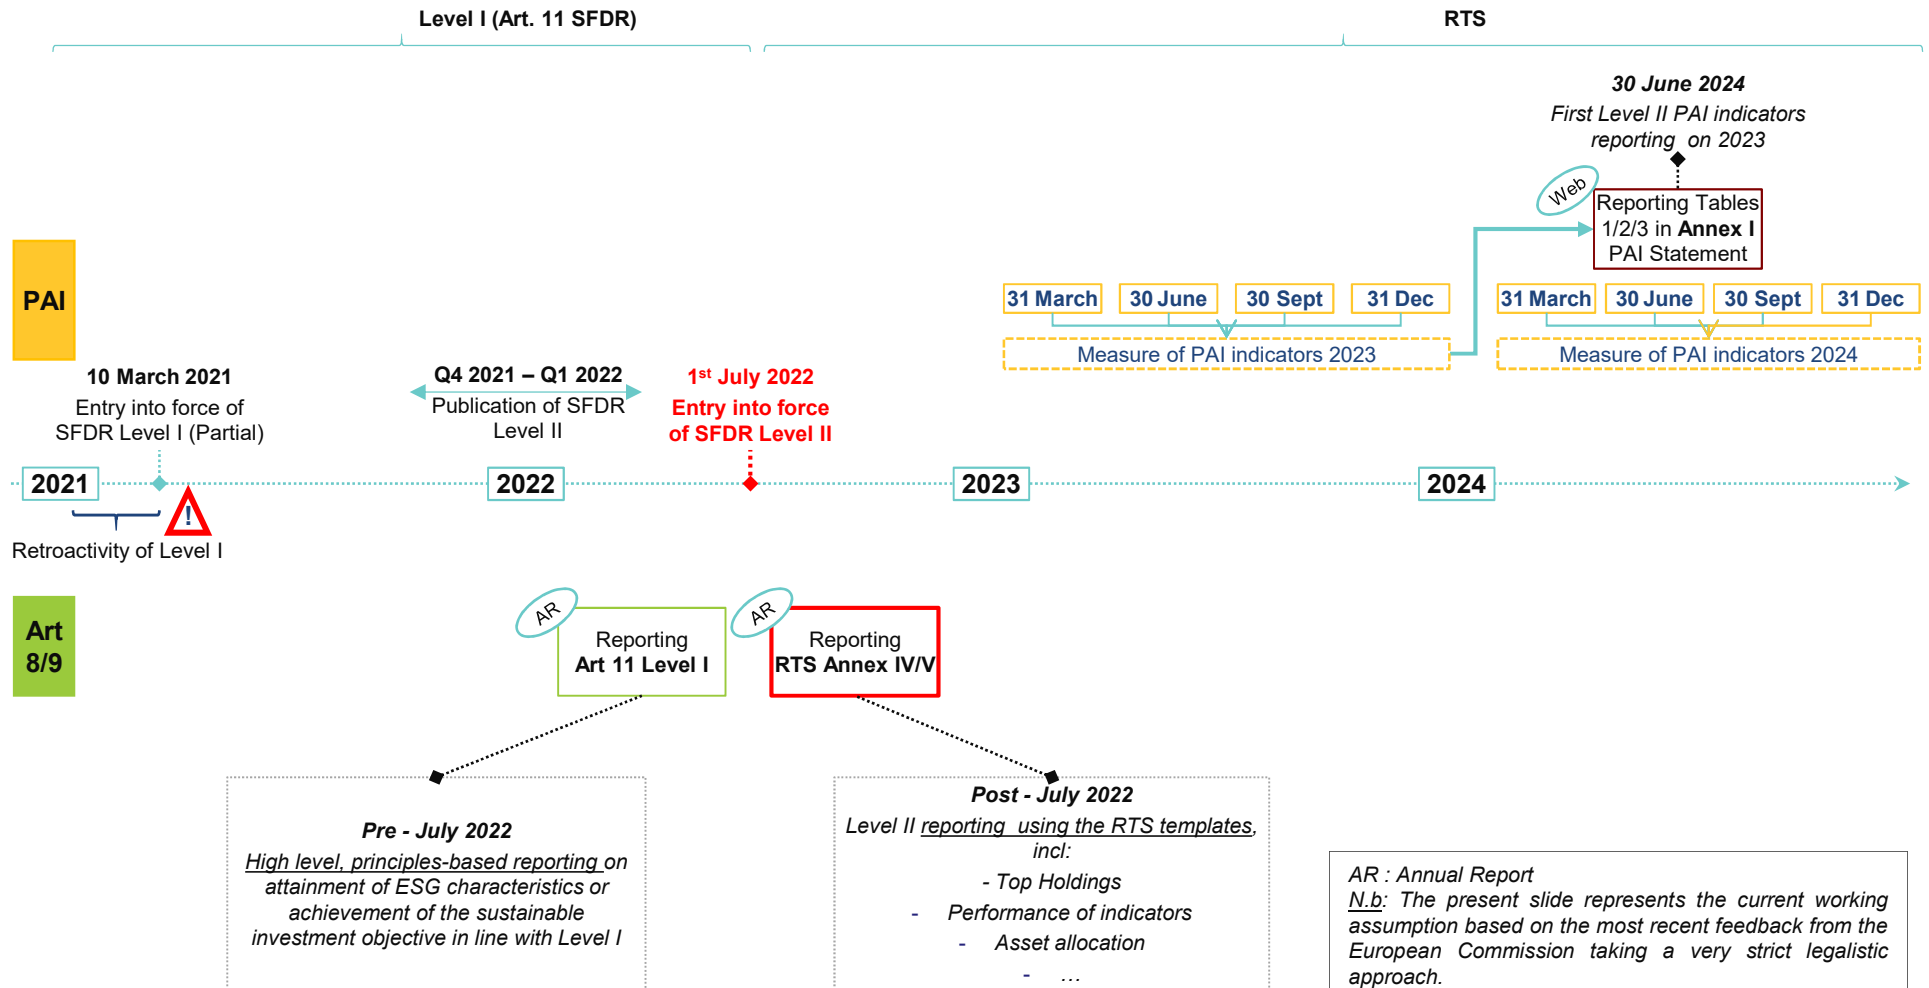 Level I (Art. 11 SFDR)
RTS
30 June 2024
First Level II PAI indicators
reporting on 2023
Web
Reporting Tables
1/2/3 in Annex I
PAI Statement
PAI
31 March
30 June
30 Sept
31 Dec
31 March
30 June
30 Sept
31 Dec
Measure of PAI indicators 2023
Measure of PAI indicators 2024
10 March 2021
Entry into force of
SFDR Level I (Partial)
Q4 2021 – Q1 2022
Publication of SFDR
Level II
1st July 2022
Entry into force
of SFDR Level II
2021
2022
2023
2024
!
Retroactivity of Level I
Art
8/9
AR
Reporting
Art 11 Level I
AR
Reporting
RTS Annex IV/V
Pre - July 2022
High level, principles-based reporting on
attainment of ESG characteristics or
achievement of the sustainable
investment objective in line with Level I
Post - July 2022
Level II reporting using the RTS templates,
incl:
- Top Holdings
- Performance of indicators
- Asset allocation
- …
AR : Annual Report
N.b: The present slide represents the current working
assumption based on the most recent feedback from the
European Commission taking a very strict legalistic
approach.